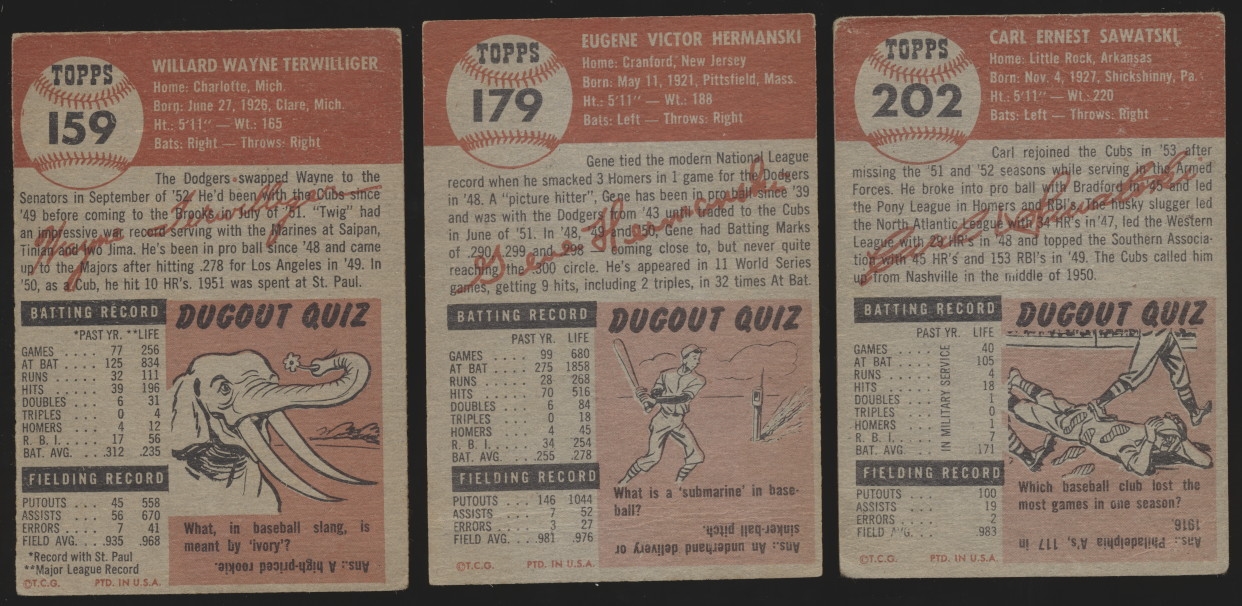 TOPPS
159
WILLARD WAYNE TERWILLIGER
Home: Charlotte, Mich.
Born: June 27, 1926, Clare, Mich.
Ht.: 5'11" — Wt.: 165
Bats: Right — Throws: Right
The Dodgers swapped Wayne to the
Senators in September of '52. He'd been with the Cubs since
'49 before coming to the Brooks in July of '51. "Twig" had
an impressive war record serving with the Marines at Saipan,
Tinian and Iwo Jima. He's been in pro ball since '48 and came
up to the Majors after hitting .278 for Los Angeles in '49. In
'50, as a Cub, he hit 10 HR's. 1951 was spent at St. Paul.
Wayne Terwilliger
BATTING RECORD
*PAST YR. **LIFE
GAMES .... 77 256
AT BAT .... 125 834
RUNS .... 32 111
HITS .... 39 196
DOUBLES .... 6 31
TRIPLES .... 0 4
HOMERS .... 4 12
R. B. I. .... 17 56
BAT. AVG. ... .312 .235
FIELDING RECORD
PUTOUTS .... 45 558
ASSISTS .... 56 670
ERRORS .... 7 41
FIELD AVG. .. .935 .968
*Record with St. Paul
**Major League Record
©T.C.G. PTD. IN U.S.A.
DUGOUT QUIZ
What, in baseball slang, is
meant by 'ivory'?
Ans.: A high-priced rookie.
TOPPS
179
EUGENE VICTOR HERMANSKI
Home: Cranford, New Jersey
Born: May 11, 1921, Pittsfield, Mass.
Ht.: 5'11" — Wt.: 188
Bats: Left — Throws: Right
Gene tied the modern National League
record when he smacked 3 Homers in 1 game for the Dodgers
in '48. A "picture hitter", Gene has been in pro ball since '39
and was with the Dodgers from '43 until traded to the Cubs
in June of '51. In '48, '49 and '50, Gene had Batting Marks
of .290, .299 and .298 — coming close to, but never quite
reaching the .300 circle. He's appeared in 11 World Series
games, getting 9 hits, including 2 triples, in 32 times At Bat.
Gene Hermanski
BATTING RECORD
PAST YR. LIFE
GAMES .... 99 680
AT BAT .... 275 1858
RUNS .... 28 268
HITS .... 70 516
DOUBLES .... 6 84
TRIPLES .... 0 18
HOMERS .... 4 45
R. B. I. .... 34 254
BAT. AVG. ... .255 .278
FIELDING RECORD
PUTOUTS .... 146 1044
ASSISTS .... 7 52
ERRORS .... 3 27
FIELD AVG. .. .981 .976
©T.C.G. PTD. IN U.S.A.
DUGOUT QUIZ
What is a 'submarine' in base-
ball?
Ans.: An underhand delivery or
sinker-ball pitch.
TOPPS
202
CARL ERNEST SAWATSKI
Home: Little Rock, Arkansas
Born: Nov. 4, 1927, Shickshinny, Pa.
Ht.: 5'11" — Wt.: 220
Bats: Left — Throws: Right
Carl rejoined the Cubs in '53 after
missing the '51 and '52 seasons while serving in the Armed
Forces. He broke into pro ball with Bradford in '45 and led
the Pony League in Homers and RBI's. The husky slugger led
the North Atlantic League with 34 HR's in '47, led the Western
League with 29 HR's in '48 and topped the Southern Associa-
tion with 45 HR's and 153 RBI's in '49. The Cubs called him
up from Nashville in the middle of 1950.
BATTING RECORD
PAST YR. LIFE
IN MILITARY SERVICE
GAMES .... 40
AT BAT .... 105
RUNS .... 4
HITS .... 18
DOUBLES .... 1
TRIPLES .... 0
HOMERS .... 1
R. B. I. .... 7
BAT. AVG. .171
FIELDING RECORD
PUTOUTS .... 100
ASSISTS .... 19
ERRORS .... 2
FIELD AVG. .. .983
©T.C.G. PTD. IN U.S.A.
DUGOUT QUIZ
Which baseball club lost the
most games in one season?
Ans.: Philadelphia A's, 117 in
1916.